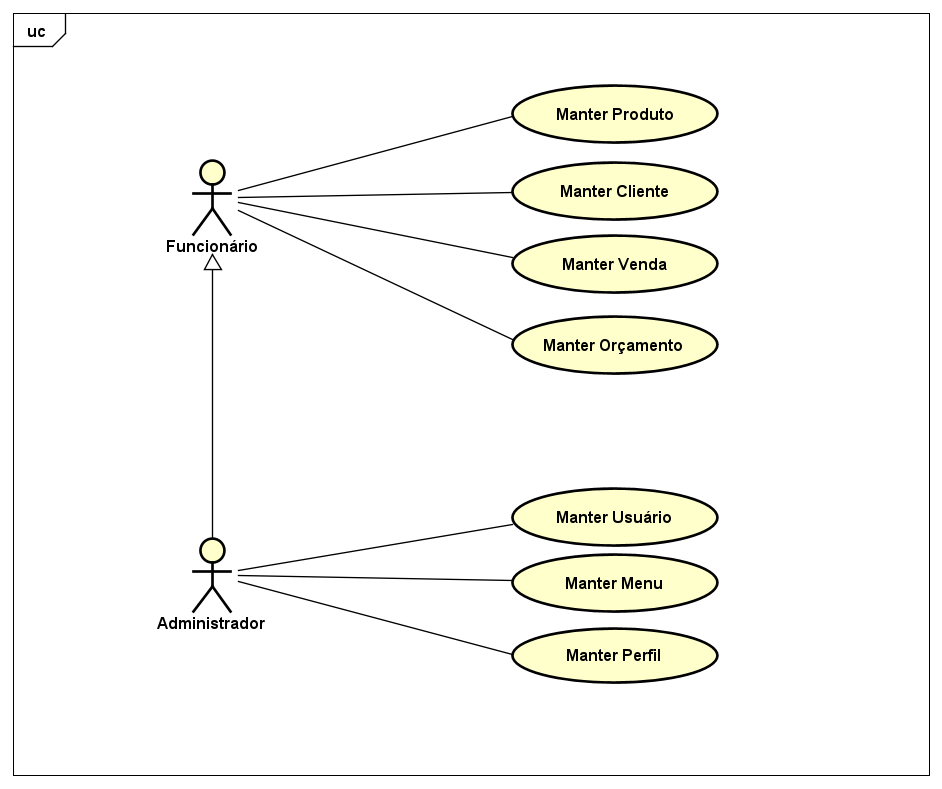 uc
Manter Produto
Manter Cliente
Funcionário
Manter Venda
Manter Orçamento
Manter Usuário
Manter Menu
Administrador
Manter Perfil